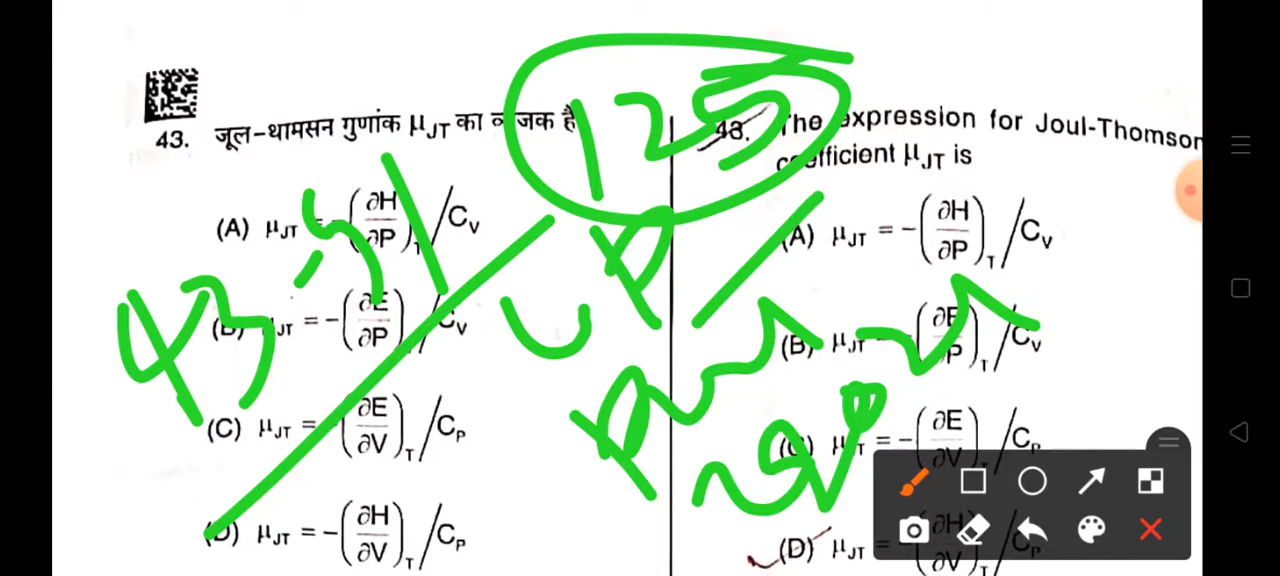 43. जूल-थामसन गुणांक μJT का व्यंजक है
(A) μJT = -(∂H/∂P)T / CV
(B) μJT = -(∂E/∂P)T / CV
(C) μJT = -(∂E/∂V)T / CP
(D) μJT = -(∂H/∂V)T / CP
43. The expression for Joul-Thomson
coefficient μJT is
(A) μJT = -(∂H/∂P)T / CV
(B) μJT = -(∂E/∂P)T / CV
(C) μJT = -(∂E/∂V)T / CP
(D) μJT = -(∂H/∂V)T / CP
125
43
UP